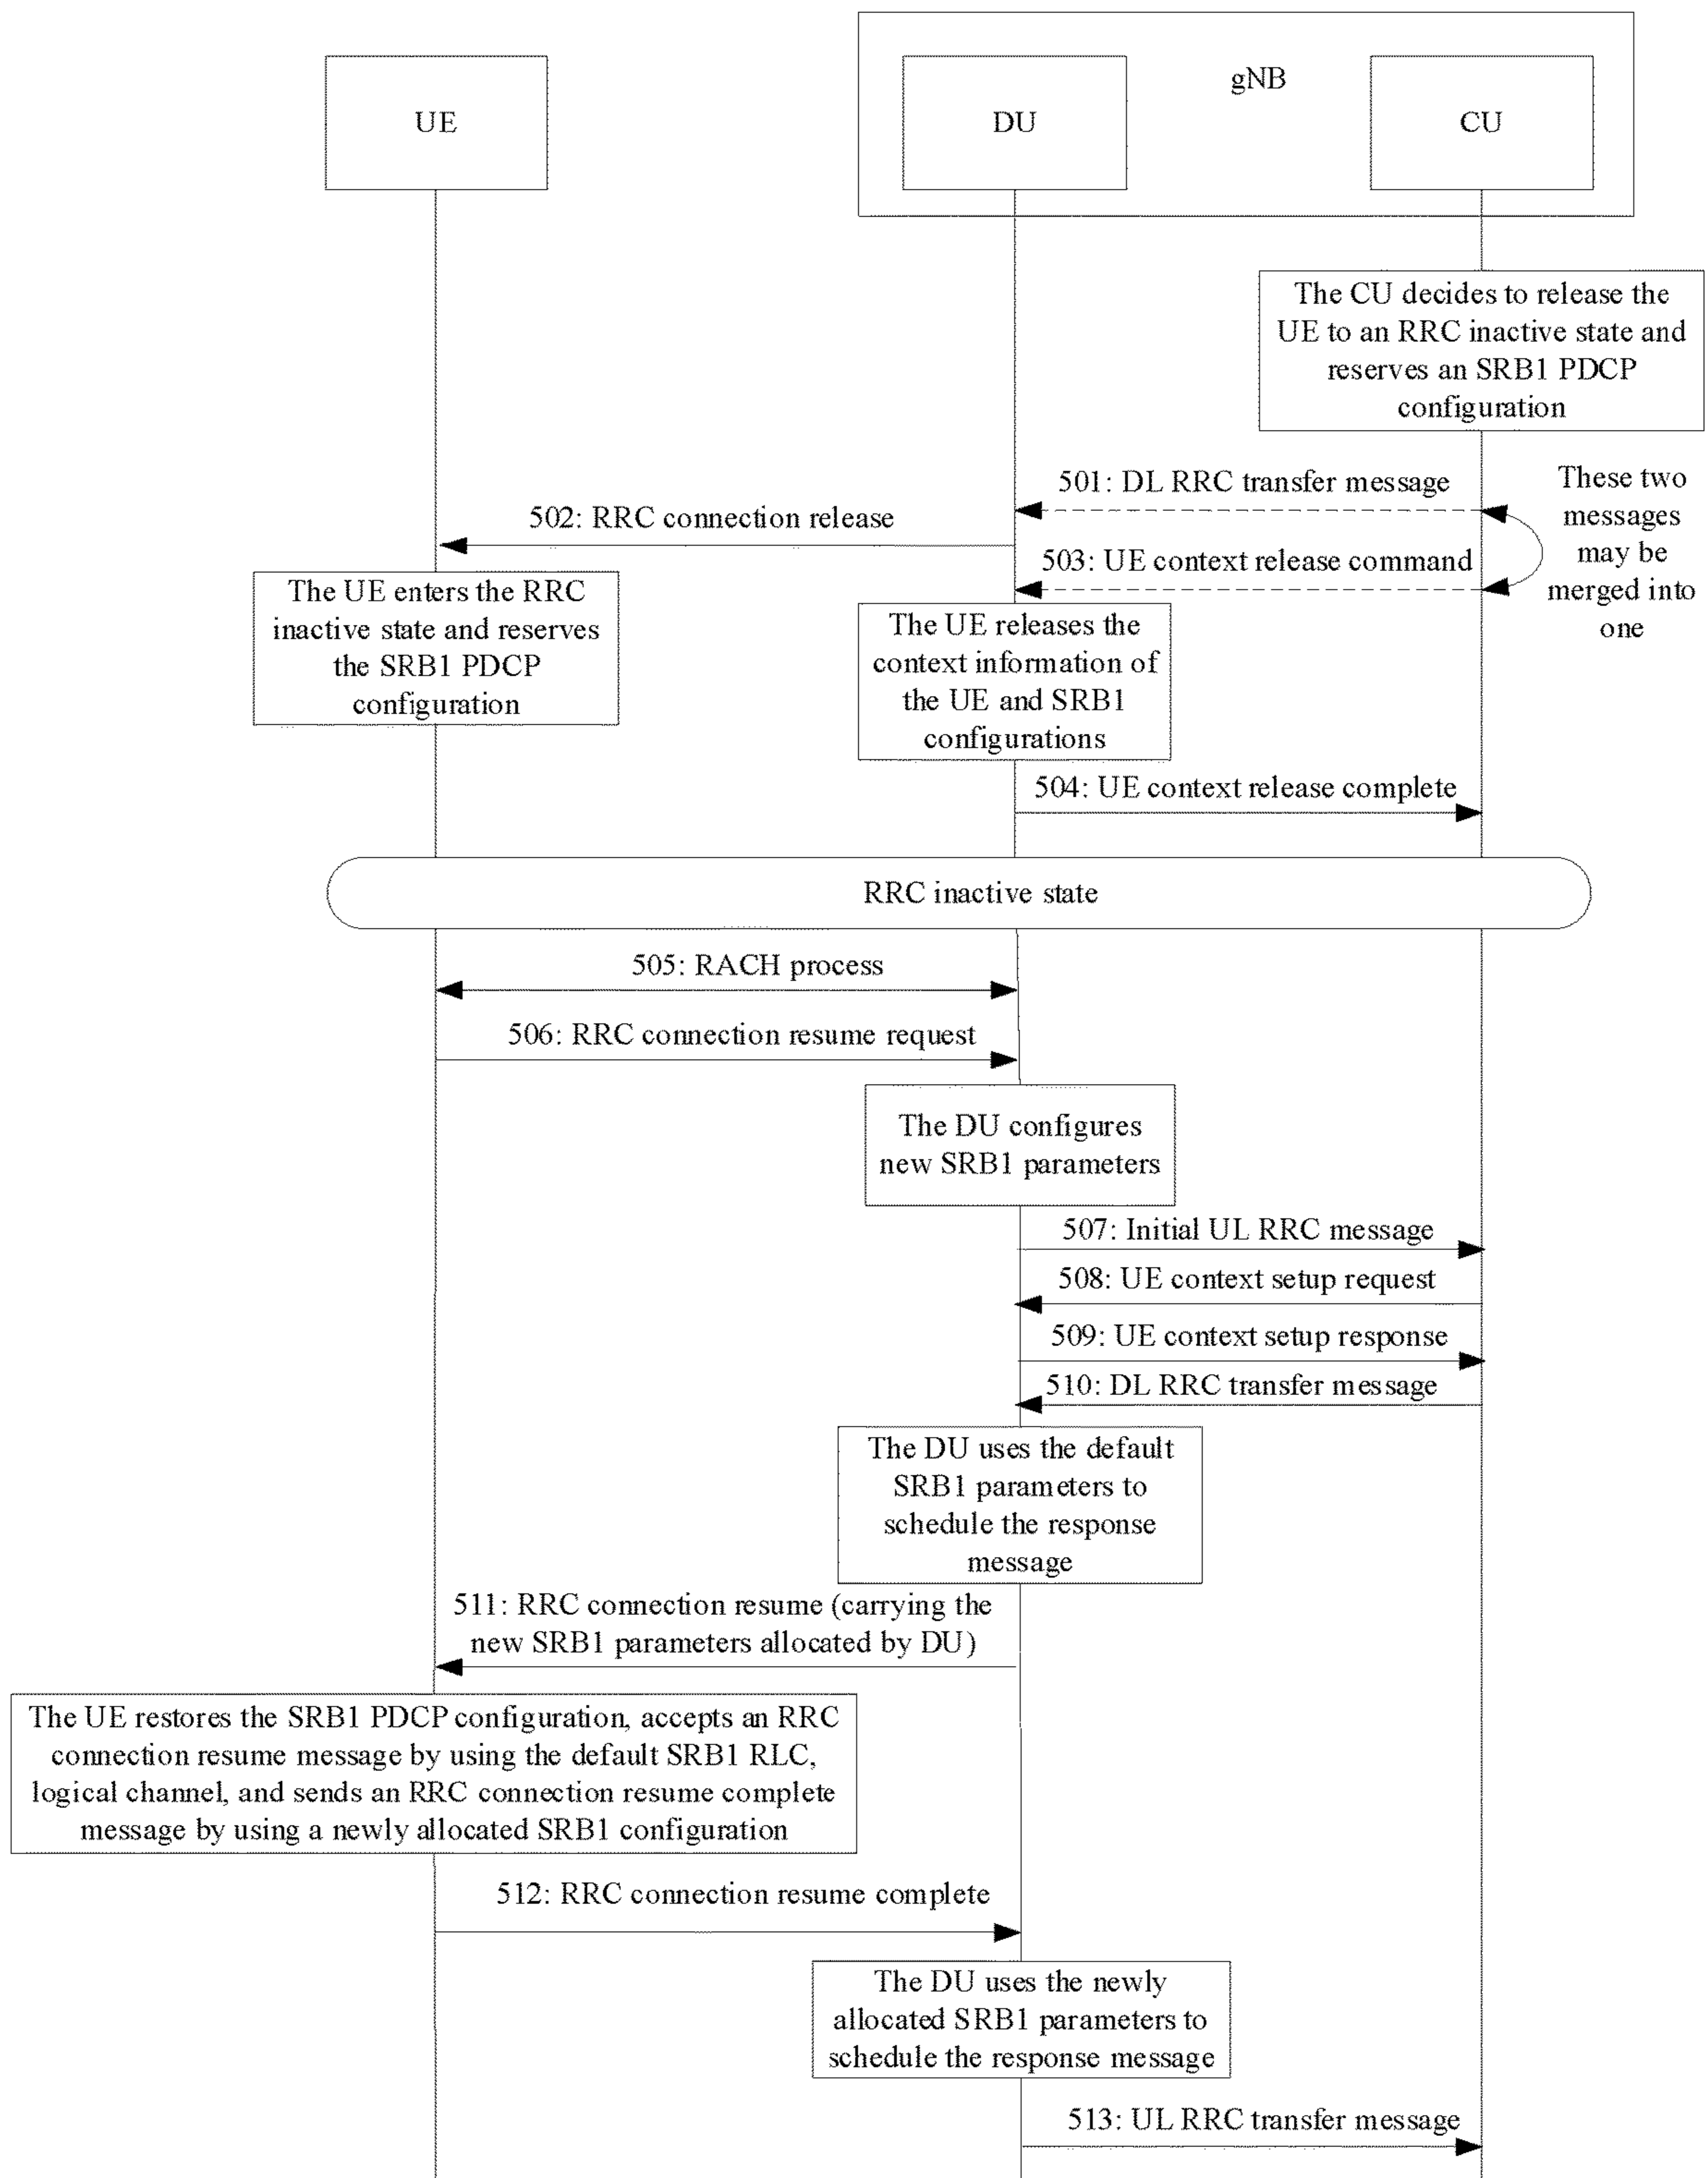 gNB
UE
DU
CU
The CU decides to release the
UE to an RRC inactive state and
reserves an SRB1 PDCP
configuration
501: DL RRC transfer message
These two
messages
may be
merged into
one
502: RRC connection release
503: UE context release command
The UE enters the RRC
inactive state and reserves
the SRB1 PDCP
configuration
The UE releases the
context information of
the UE and SRB1
configurations
504: UE context release complete
RRC inactive state
505: RACH process
506: RRC connection resume request
The DU configures
new SRB1 parameters
507: Initial UL RRC message
508: UE context setup request
509: UE context setup response
510: DL RRC transfer message
The DU uses the default
SRB1 parameters to
schedule the response
message
511: RRC connection resume (carrying the
new SRB1 parameters allocated by DU)
The UE restores the SRB1 PDCP configuration, accepts an RRC
connection resume message by using the default SRB1 RLC,
logical channel, and sends an RRC connection resume complete
message by using a newly allocated SRB1 configuration
512: RRC connection resume complete
The DU uses the newly
allocated SRB1 parameters to
schedule the response message
513: UL RRC transfer message